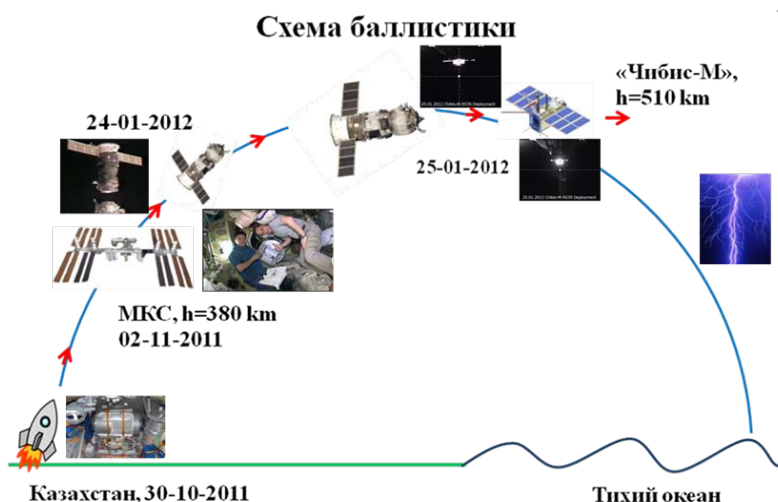 Схема баллистики
«Чибис-М»,
h=510 km
24-01-2012
25-01-2012
МКС, h=380 km
02-11-2011
Казахстан, 30-10-2011
Тихий океан